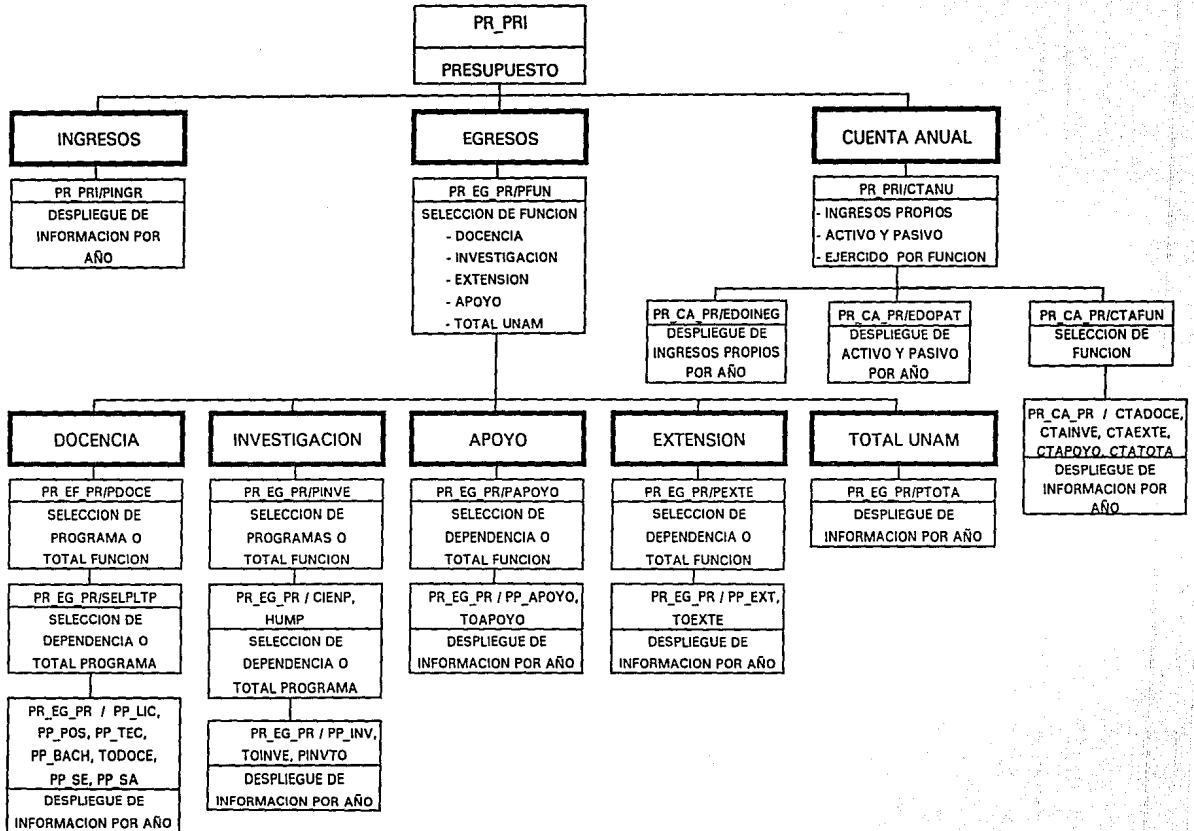 PR_PRI
PRESUPUESTO
INGRESOS
PR_PRI/PINGR
DESPLIEGUE DE
INFORMACION POR
AÑO
EGRESOS
PR_EG_PR/PFUN
SELECCION DE FUNCION
- DOCENCIA
- INVESTIGACION
- EXTENSION
- APOYO
- TOTAL UNAM
CUENTA ANUAL
PR_PRI/CTANU
- INGRESOS PROPIOS
- ACTIVO Y PASIVO
- EJERCIDO POR FUNCION
PR_CA_PR/EDOINEG
DESPLIEGUE DE
INGRESOS PROPIOS
POR AÑO
PR_CA_PR/EDOPAT
DESPLIEGUE DE
ACTIVO Y PASIVO
POR AÑO
PR_CA_PR/CTAFUN
SELECCION DE
FUNCION
PR_CA_PR / CTADOCE,
CTAINVE, CTAEXTE,
CTAPOYO, CTATOTA
DESPLIEGUE DE
INFORMACION POR
AÑO
DOCENCIA
PR_EF_PR/PDOCE
SELECCION DE
PROGRAMA O
TOTAL FUNCION
PR_EG_PR/SELPLTP
SELECCION DE
DEPENDENCIA O
TOTAL PROGRAMA
PR_EG_PR / PP_LIC,
PP_POS, PP_TEC,
PP_BACH, TODOCE,
PP_SE, PP_SA
DESPLIEGUE DE
INFORMACION POR AÑO
INVESTIGACION
PR_EG_PR/PINVE
SELECCION DE
PROGRAMAS O
TOTAL FUNCION
PR_EG_PR / CIENP,
HUMP
SELECCION DE
DEPENDENCIA O
TOTAL PROGRAMA
PR_EG_PR / PP_INV,
TOINVE, PINVTO
DESPLIEGUE DE
INFORMACION POR AÑO
APOYO
PR_EG_PR/PAPOYO
SELECCION DE
DEPENDENCIA O
TOTAL FUNCION
PR_EG_PR / PP_APOYO,
TOAPOYO
DESPLIEGUE DE
INFORMACION POR AÑO
EXTENSION
PR_EG_PR/PEXTE
SELECCION DE
DEPENDENCIA O
TOTAL FUNCION
PR_EG_PR / PP_EXT,
TOEXTE
DESPLIEGUE DE
INFORMACION POR AÑO
TOTAL UNAM
PR_EG_PR/PTOTA
DESPLIEGUE DE
INFORMACION POR AÑO